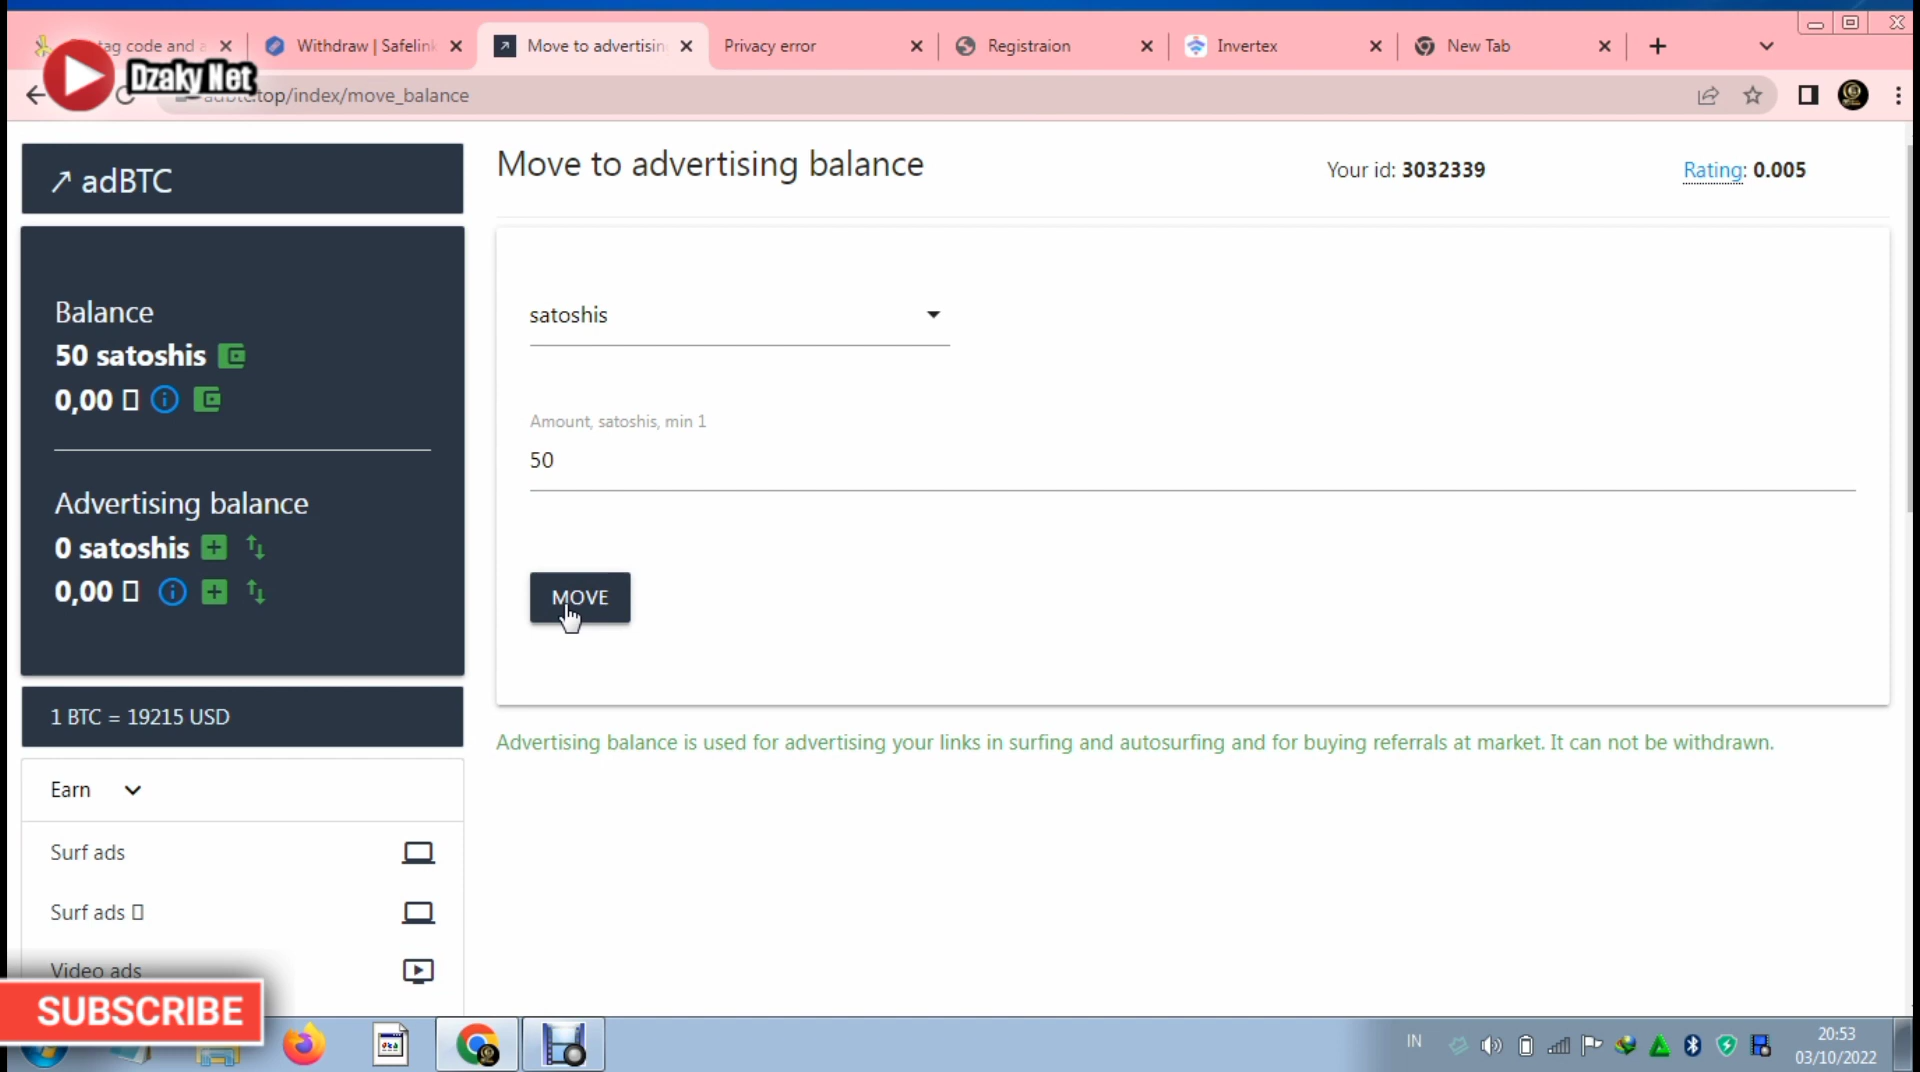 tag code and a
Withdraw | Safelink
Move to advertisin
Privacy error
Registraion
Invertex
New Tab
Dzaky Net
top/index/move_balance
adBTC
Move to advertising balance
Your id: 3032339
Rating: 0.005
Balance
50 satoshis
0,00
Advertising balance
0 satoshis
0,00
satoshis
Amount, satoshis, min 1
50
MOVE
1 BTC = 19215 USD
Advertising balance is used for advertising your links in surfing and autosurfing and for buying referrals at market. It can not be withdrawn.
Earn
Surf ads
Surf ads
Video ads
SUBSCRIBE
IN
20:53
03/10/2022